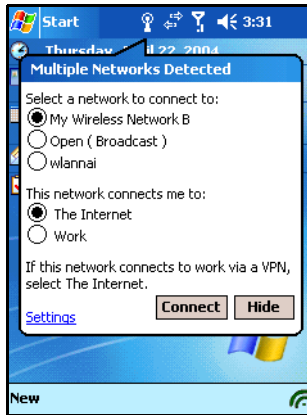 Start 3:31
Thursday, il 22, 2004
Multiple Networks Detected
Select a network to connect to:
My Wireless Network B
Open ( Broadcast )
wlannai
This network connects me to:
The Internet
Work
If this network connects to work via a VPN,
select The Internet.
Settings Connect Hide
New